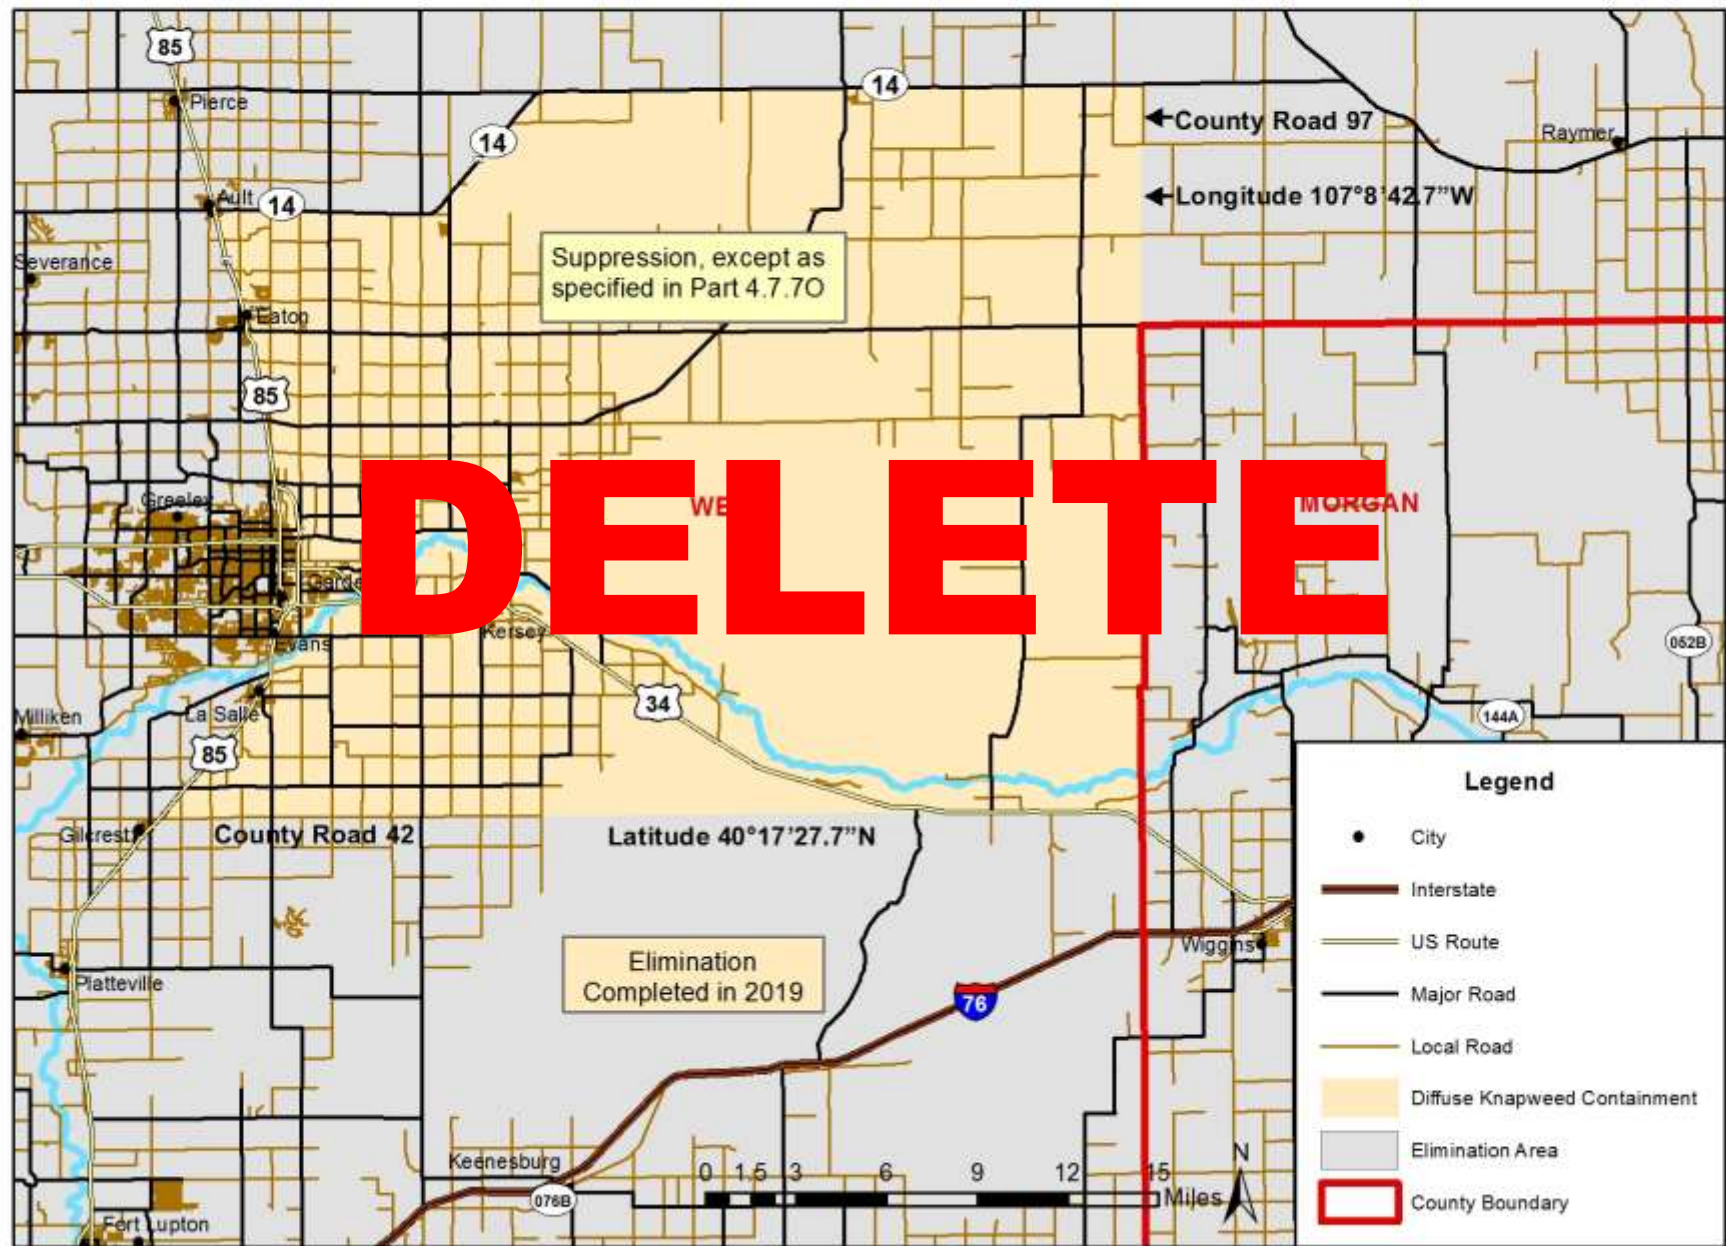 85
14
Pierce
County Road 97
14
Raymer
Ault
14
Longitude 107°8'42.7”W
Severance
Suppression, except as
specified in Part 4.7.7O
Eaton
85
DELETE
WE
MORGAN
Greeley
Kersey
Evans
052B
34
La Salle
Milliken
144A
85
Gilcrest
County Road 42
Latitude 40°17’27.7”N
Wiggins
Elimination
Completed in 2019
Platteville
76
Keenesburg
076B
Fort Lupton
0 1.5 3 6 9 12 15
Miles
N
Legend
City
Interstate
US Route
Major Road
Local Road
Diffuse Knapweed Containment
Elimination Area
County Boundary